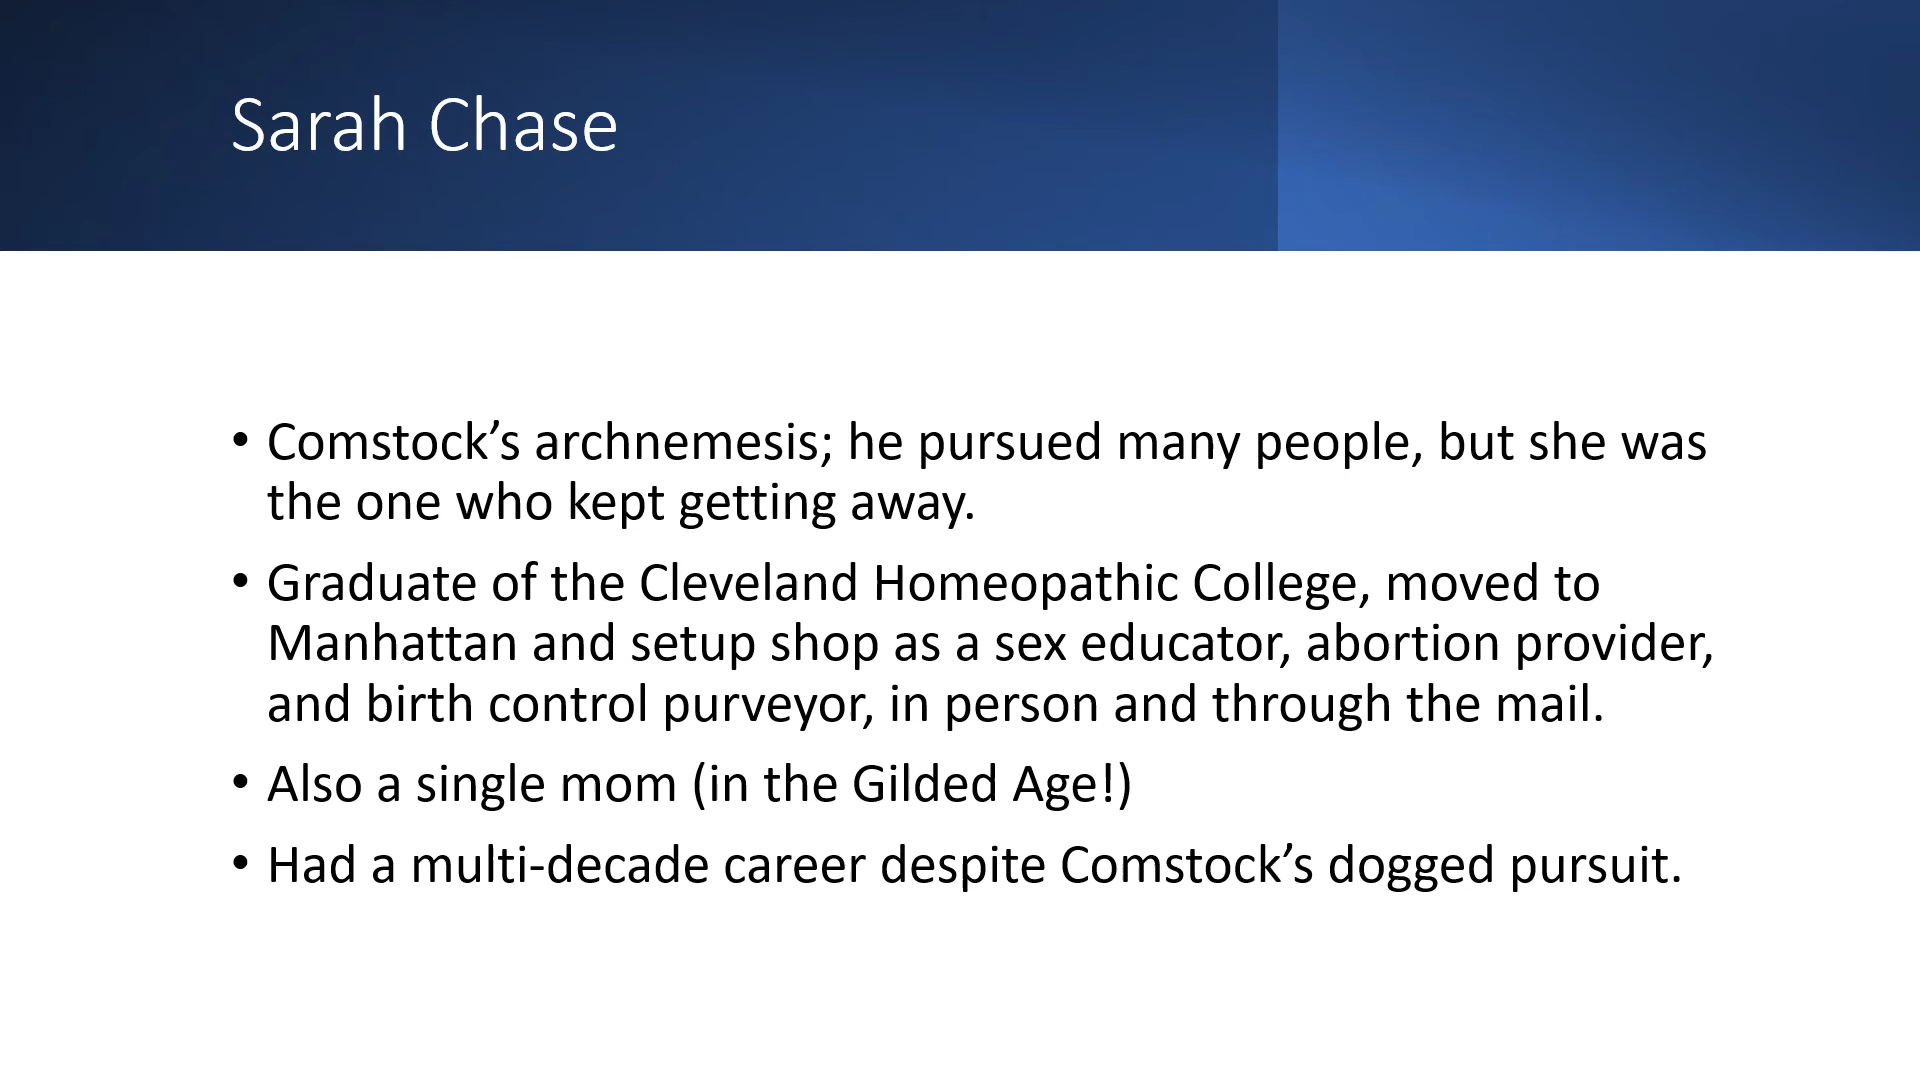 Sarah Chase
• Comstock’s archnemesis; he pursued many people, but she was
the one who kept getting away.
• Graduate of the Cleveland Homeopathic College, moved to
Manhattan and setup shop as a sex educator, abortion provider,
and birth control purveyor, in person and through the mail.
• Also a single mom (in the Gilded Age!)
• Had a multi-decade career despite Comstock’s dogged pursuit.